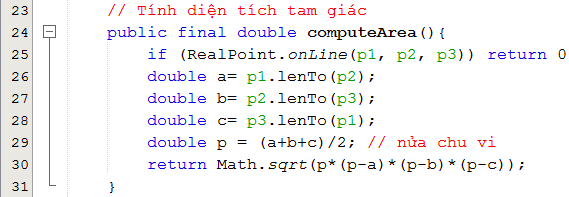 23 // Tính diện tích tam giác
24 public final double computeArea(){
25 if (RealPoint.onLine(p1, p2, p3)) return 0
26 double a= p1.lenTo(p2);
27 double b= p2.lenTo(p3);
28 double c= p3.lenTo(p1);
29 double p = (a+b+c)/2; // nửa chu vi
30 return Math.sqrt(p*(p-a)*(p-b)*(p-c));
31 }